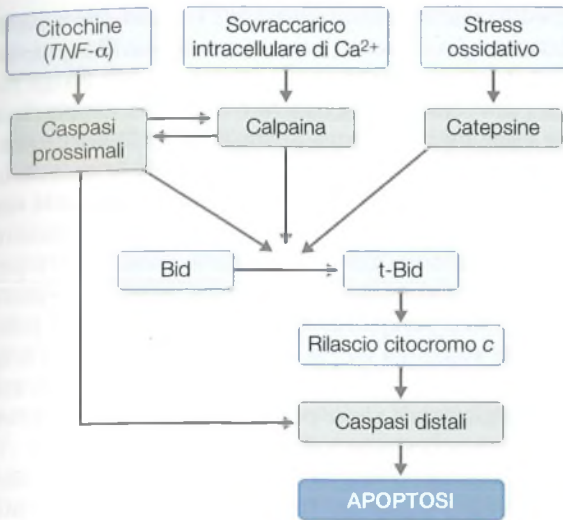 Citochine
(TNF-α)
Sovraccarico
intracellulare di Ca²⁺
Stress
ossidativo
Caspasi
prossimali
Calpaina
Catepsine
Bid
t-Bid
Rilascio citocromo c
Caspasi distali
APOPTOSI